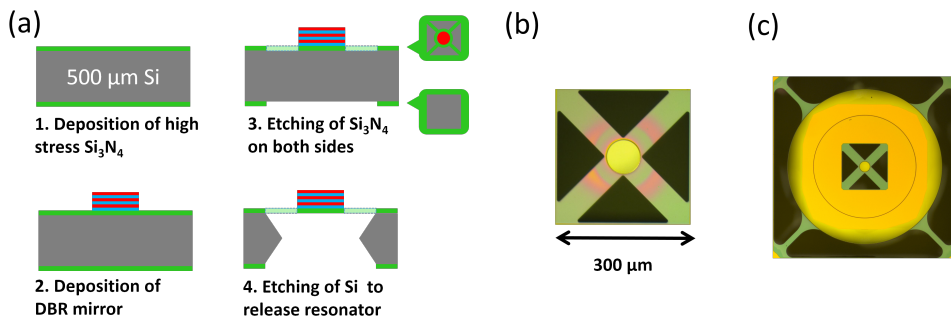 (a)
500 µm Si
1. Deposition of high
stress Si₃N₄
2. Deposition of
DBR mirror
3. Etching of Si₃N₄
on both sides
4. Etching of Si to
release resonator
(b)
300 µm
(c)